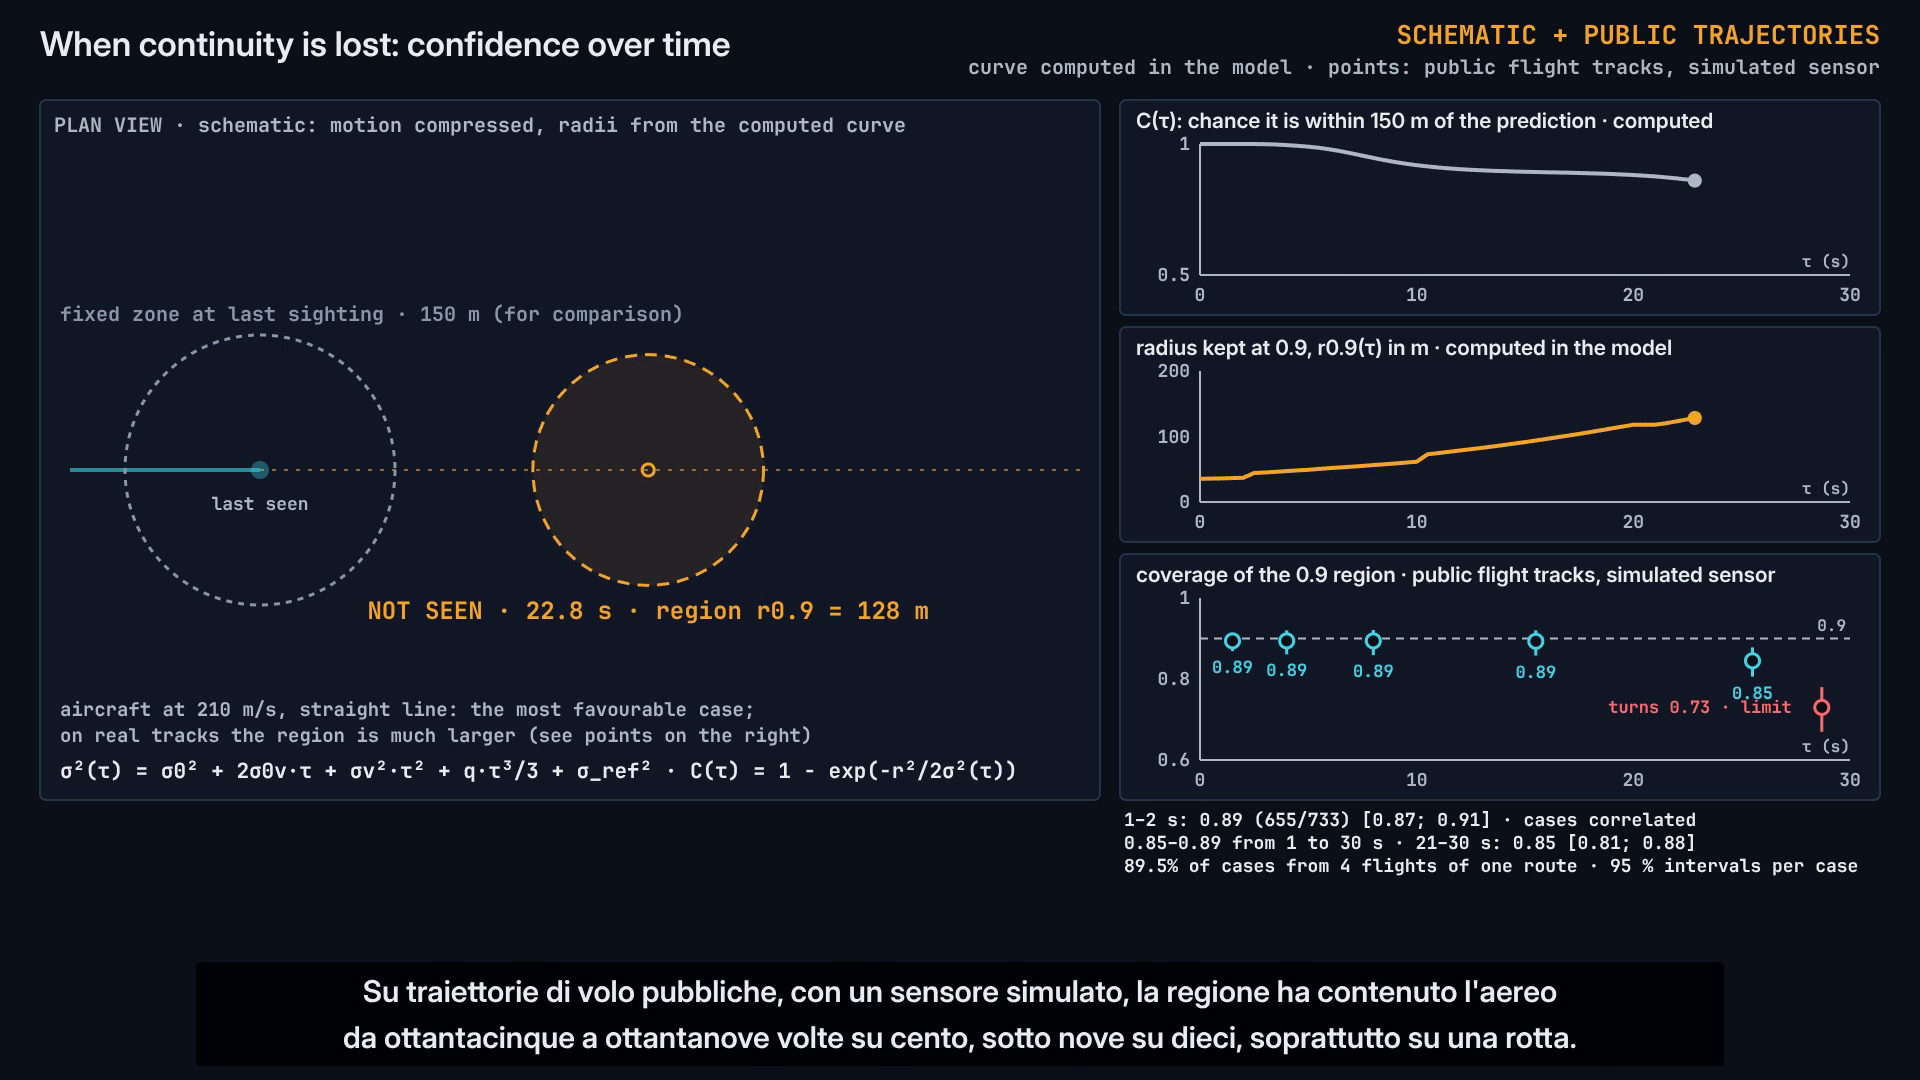 When continuity is lost: confidence over time
SCHEMATIC + PUBLIC TRAJECTORIES
curve computed in the model · points: public flight tracks, simulated sensor
PLAN VIEW · schematic: motion compressed, radii from the computed curve
fixed zone at last sighting · 150 m (for comparison)
last seen
NOT SEEN · 22.8 s · region r0.9 = 128 m
aircraft at 210 m/s, straight line: the most favourable case;
on real tracks the region is much larger (see points on the right)
σ²(τ) = σ0² + 2σ0v·τ + σv²·τ² + q·τ³/3 + σ_ref² · C(τ) = 1 - exp(-r²/2σ²(τ))
C(τ): chance it is within 150 m of the prediction · computed
1
0.5
τ (s)
0 10 20 30
radius kept at 0.9, r0.9(τ) in m · computed in the model
200
100
0
τ (s)
0 10 20 30
coverage of the 0.9 region · public flight tracks, simulated sensor
1
0.9
0.89 0.89 0.89 0.89
0.8
0.85
turns 0.73 · limit
τ (s)
0.6
0 10 20 30
1–2 s: 0.89 (655/733) [0.87; 0.91] · cases correlated
0.85–0.89 from 1 to 30 s · 21–30 s: 0.85 [0.81; 0.88]
89.5% of cases from 4 flights of one route · 95 % intervals per case
Su traiettorie di volo pubbliche, con un sensore simulato, la regione ha contenuto l'aereo
da ottantacinque a ottantanove volte su cento, sotto nove su dieci, soprattutto su una rotta.